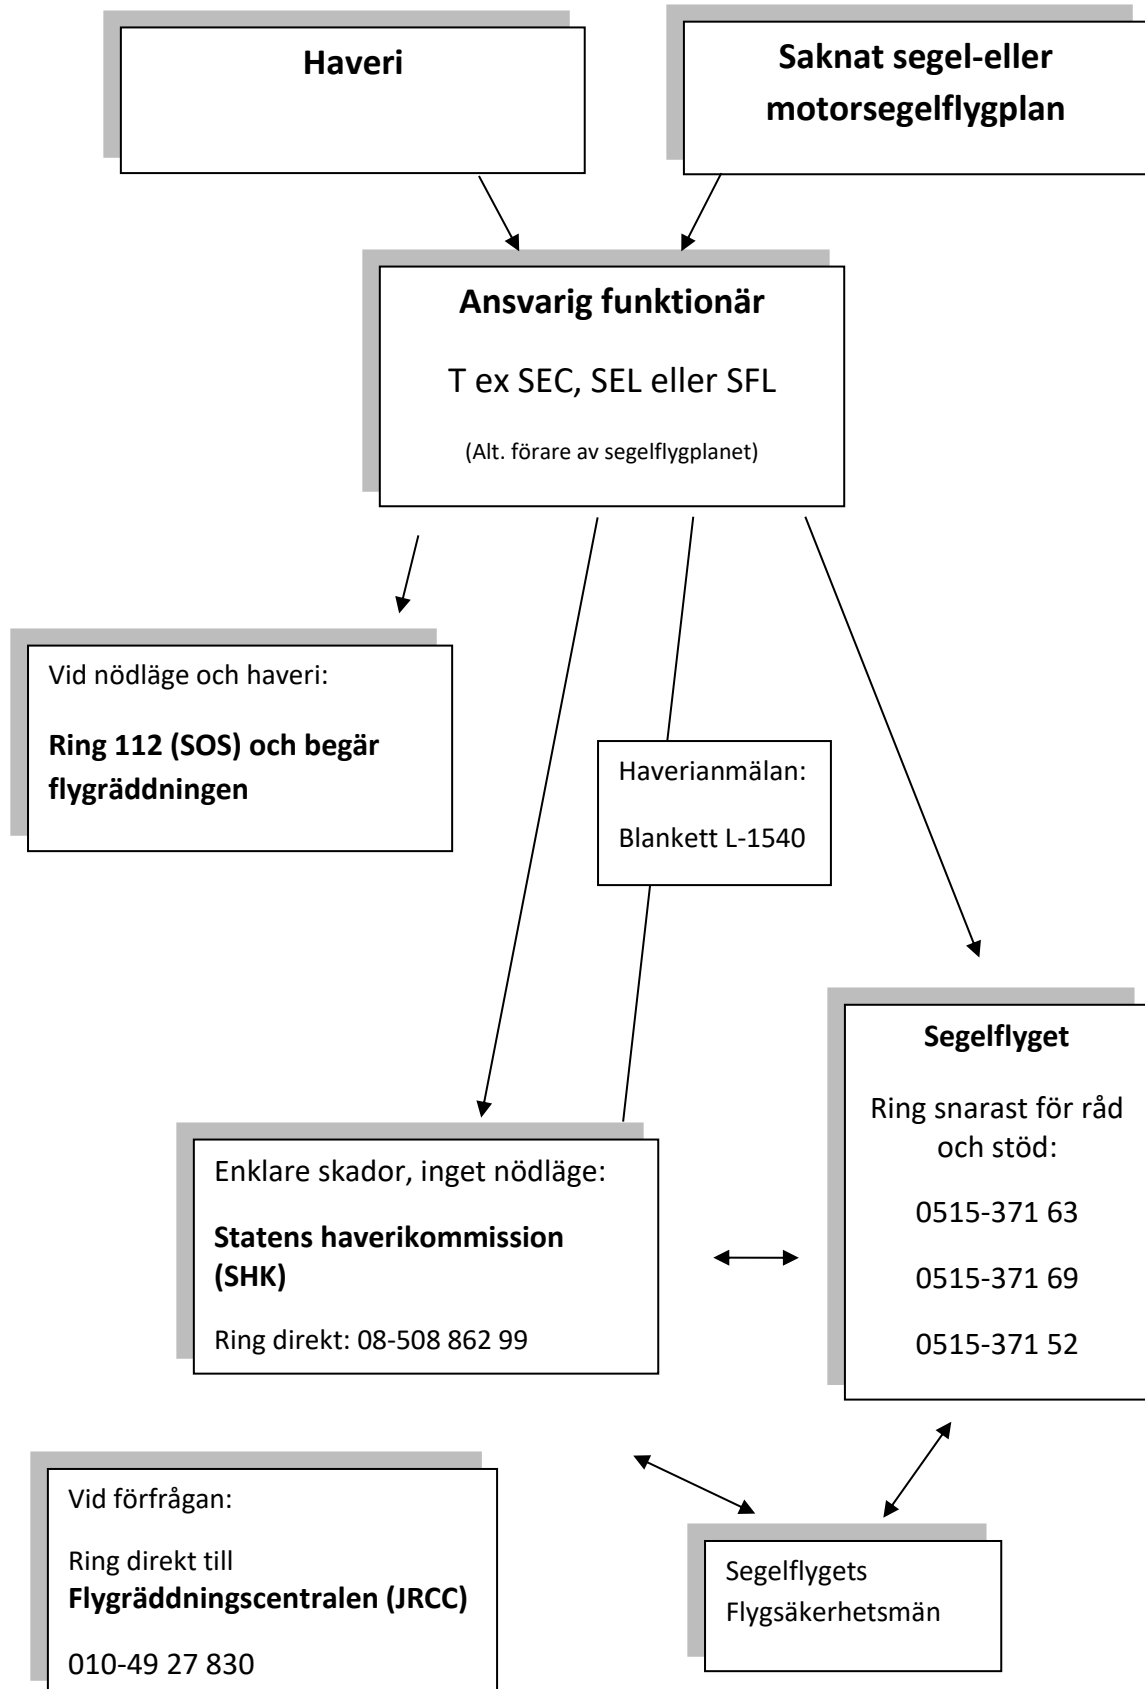 Haveri
Saknat segel-eller
motorsegelflygplan
Ansvarig funktionär
T ex SEC, SEL eller SFL
(Alt. förare av segelflygplanet)
Vid nödläge och haveri:
Ring 112 (SOS) och begär
flygräddningen
Haverianmälan:
Blankett L-1540
Segelflyget
Ring snarast för råd
och stöd:
0515-371 63
0515-371 69
0515-371 52
Enklare skador, inget nödläge:
Statens haverikommission
(SHK)
Ring direkt: 08-508 862 99
Vid förfrågan:
Ring direkt till
Flygräddningscentralen (JRCC)
010-49 27 830
Segelflygets
Flygsäkerhetsmän